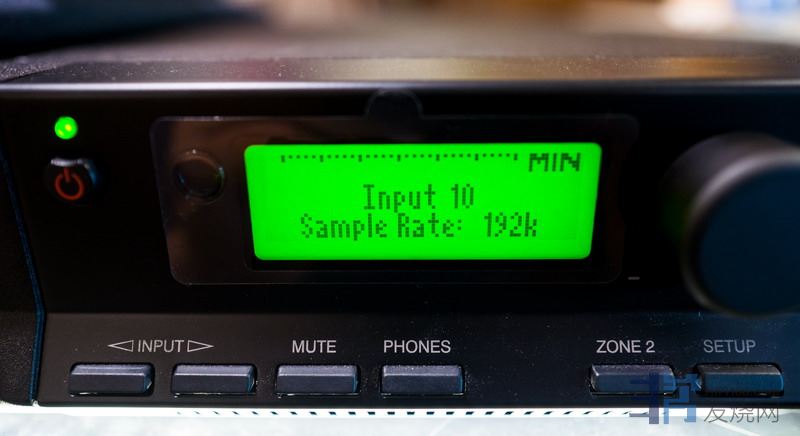 MIN
Input 10
Sample Rate: 192k
INPUT
MUTE
PHONES
ZONE 2
SETUP
发烧网